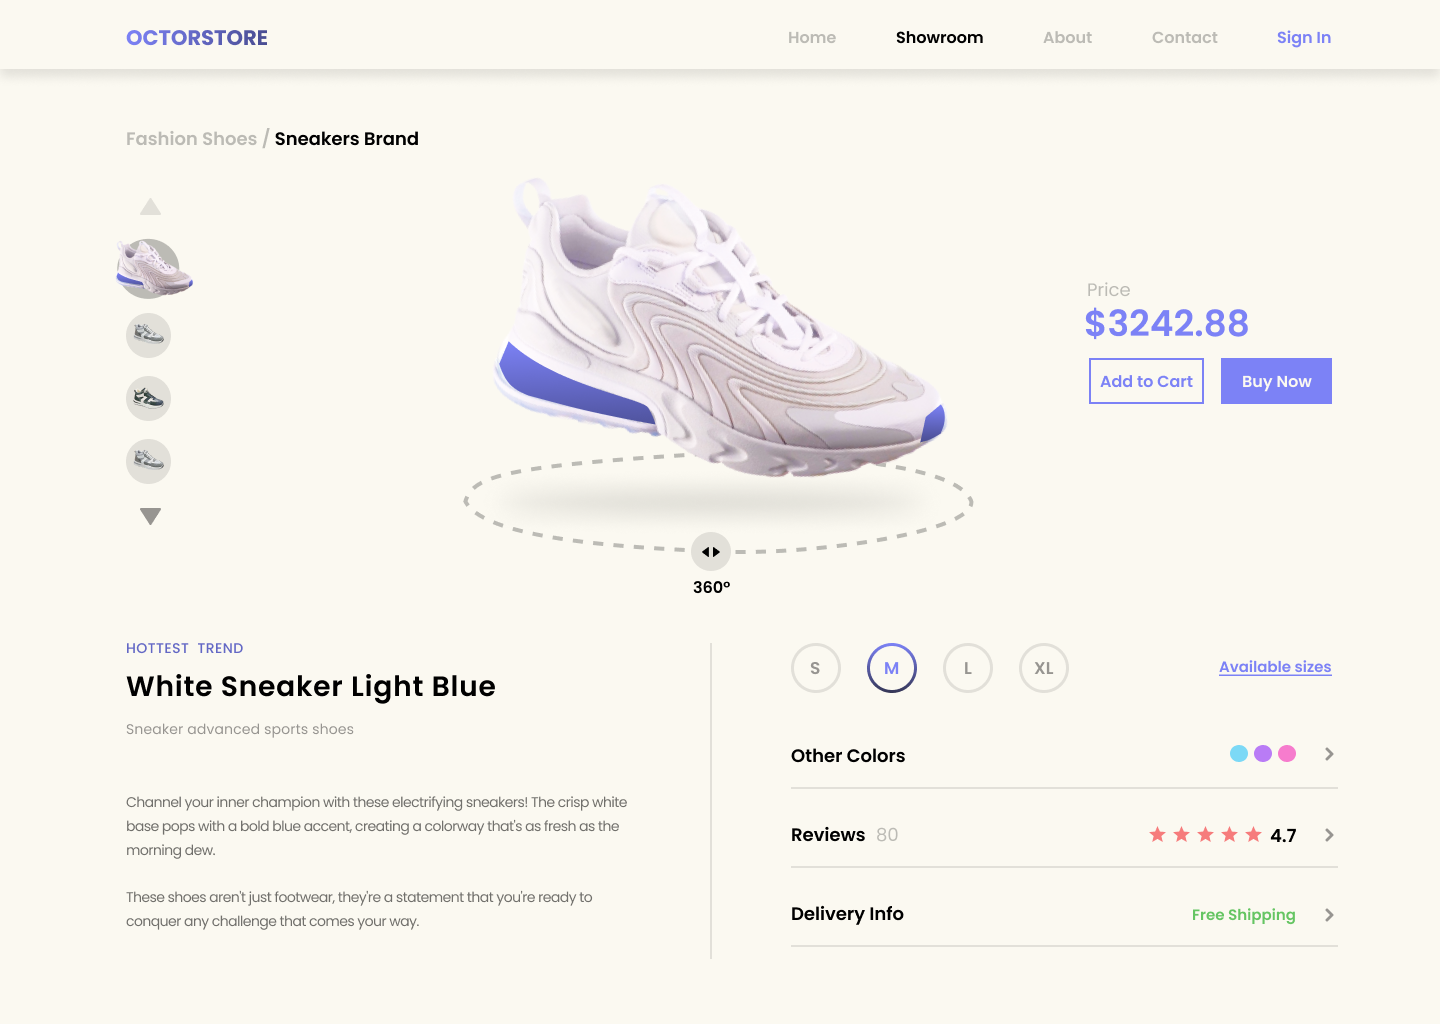 OCTORSTORE
Home Showroom About Contact Sign In
Fashion Shoes / Sneakers Brand
Price
$3242.88
Add to Cart Buy Now
360°
HOTTEST TREND
White Sneaker Light Blue
Sneaker advanced sports shoes
Channel your inner champion with these electrifying sneakers! The crisp white
base pops with a bold blue accent, creating a colorway that's as fresh as the
morning dew.
These shoes aren't just footwear, they're a statement that you're ready to
conquer any challenge that comes your way.
S M L XL Available sizes
Other Colors
Reviews 80 4.7
Delivery Info Free Shipping